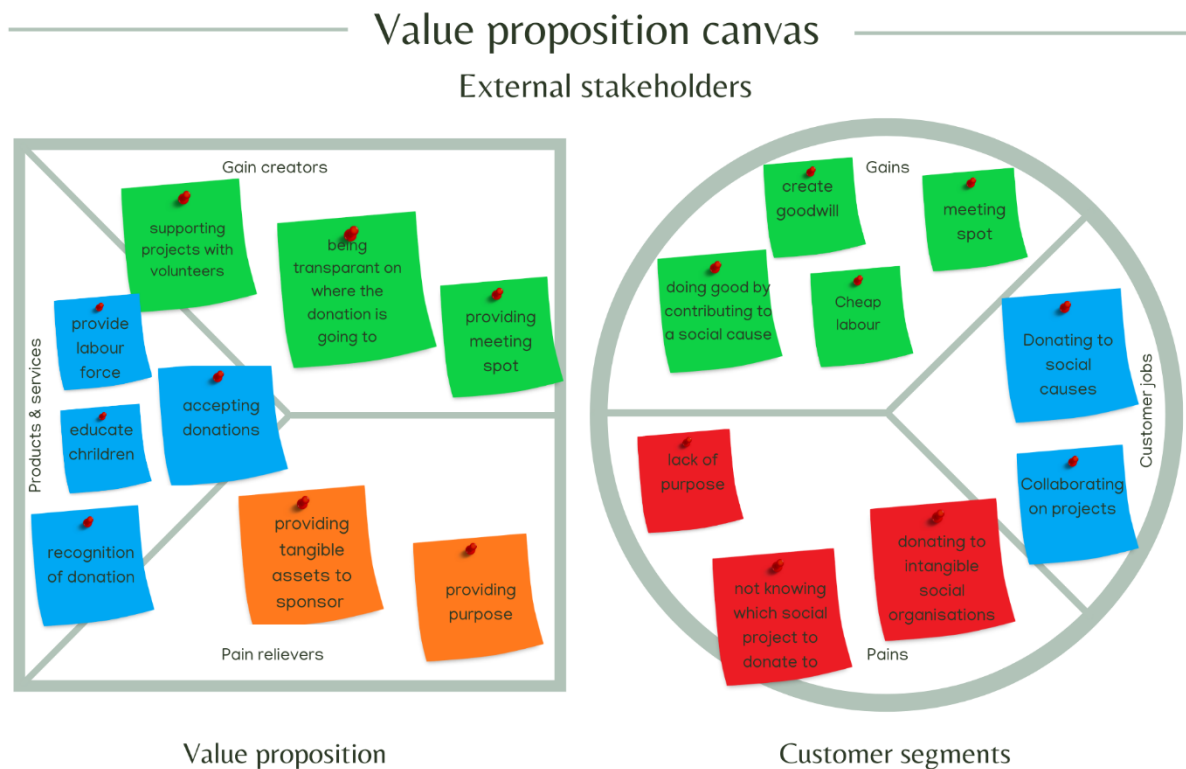 Value proposition canvas
External stakeholders
Gain creators
supporting
projects with
volunteers
being
transparant on
where the
donation is
going to
providing
meeting
spot
Products & services
provide
labour
force
accepting
donations
educate
chrildren
recognition
of donation
providing
tangible
assets to
sponsor
providing
purpose
Pain relievers
Value proposition
Gains
create
goodwill
meeting
spot
doing good by
contributing to
a social cause
Cheap
labour
Customer jobs
Donating to
social
causes
Collaborating
on projects
lack of
purpose
not knowing
which social
project to
donate to
donating to
intangible
social
organisations
Pains
Customer segments